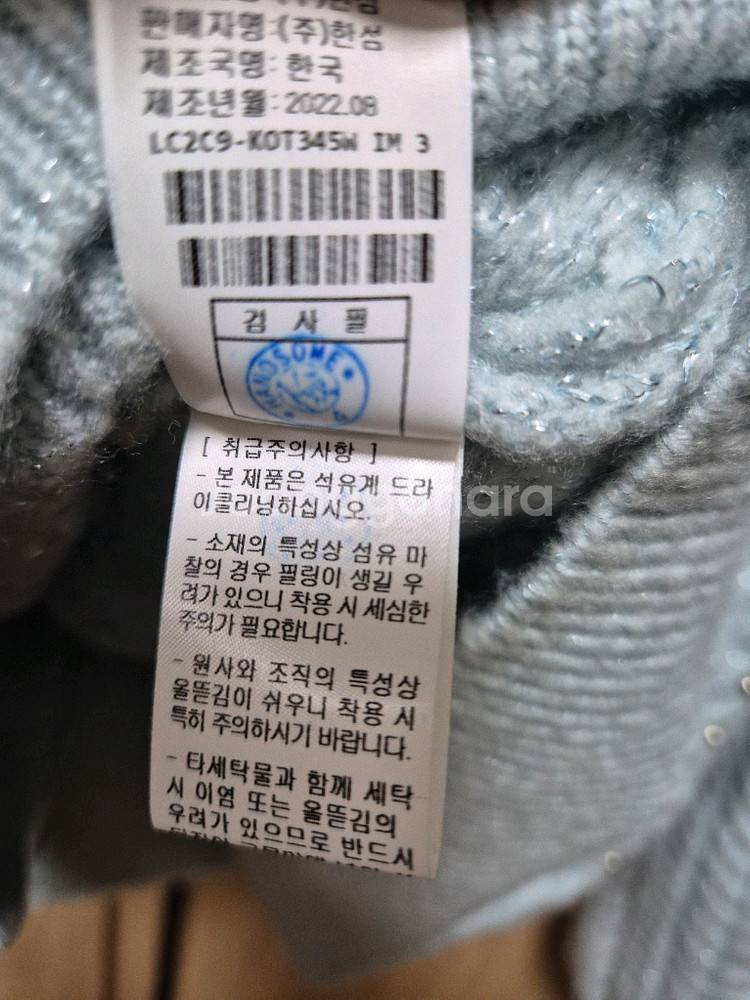 판매자명:(주)한섬
제조국명: 한국
제조년월: 2022.08
LC2C9-KOT345W IM 3
검 사 필
HANDSOME
[ 취급주의사항 ]
- 본 제품은 석유계 드라
이클리닝하십시오.
- 소재의 특성상 섬유 마
찰의 경우 필링이 생길 우
려가 있으니 착용 시 세심한
주의가 필요합니다.
- 원사와 조직의 특성상
올뜯김이 쉬우니 착용 시
특히 주의하시기 바랍니다.
- 타세탁물과 함께 세탁
시 이염 또는 올뜯김의
우려가 있으므로 반드시